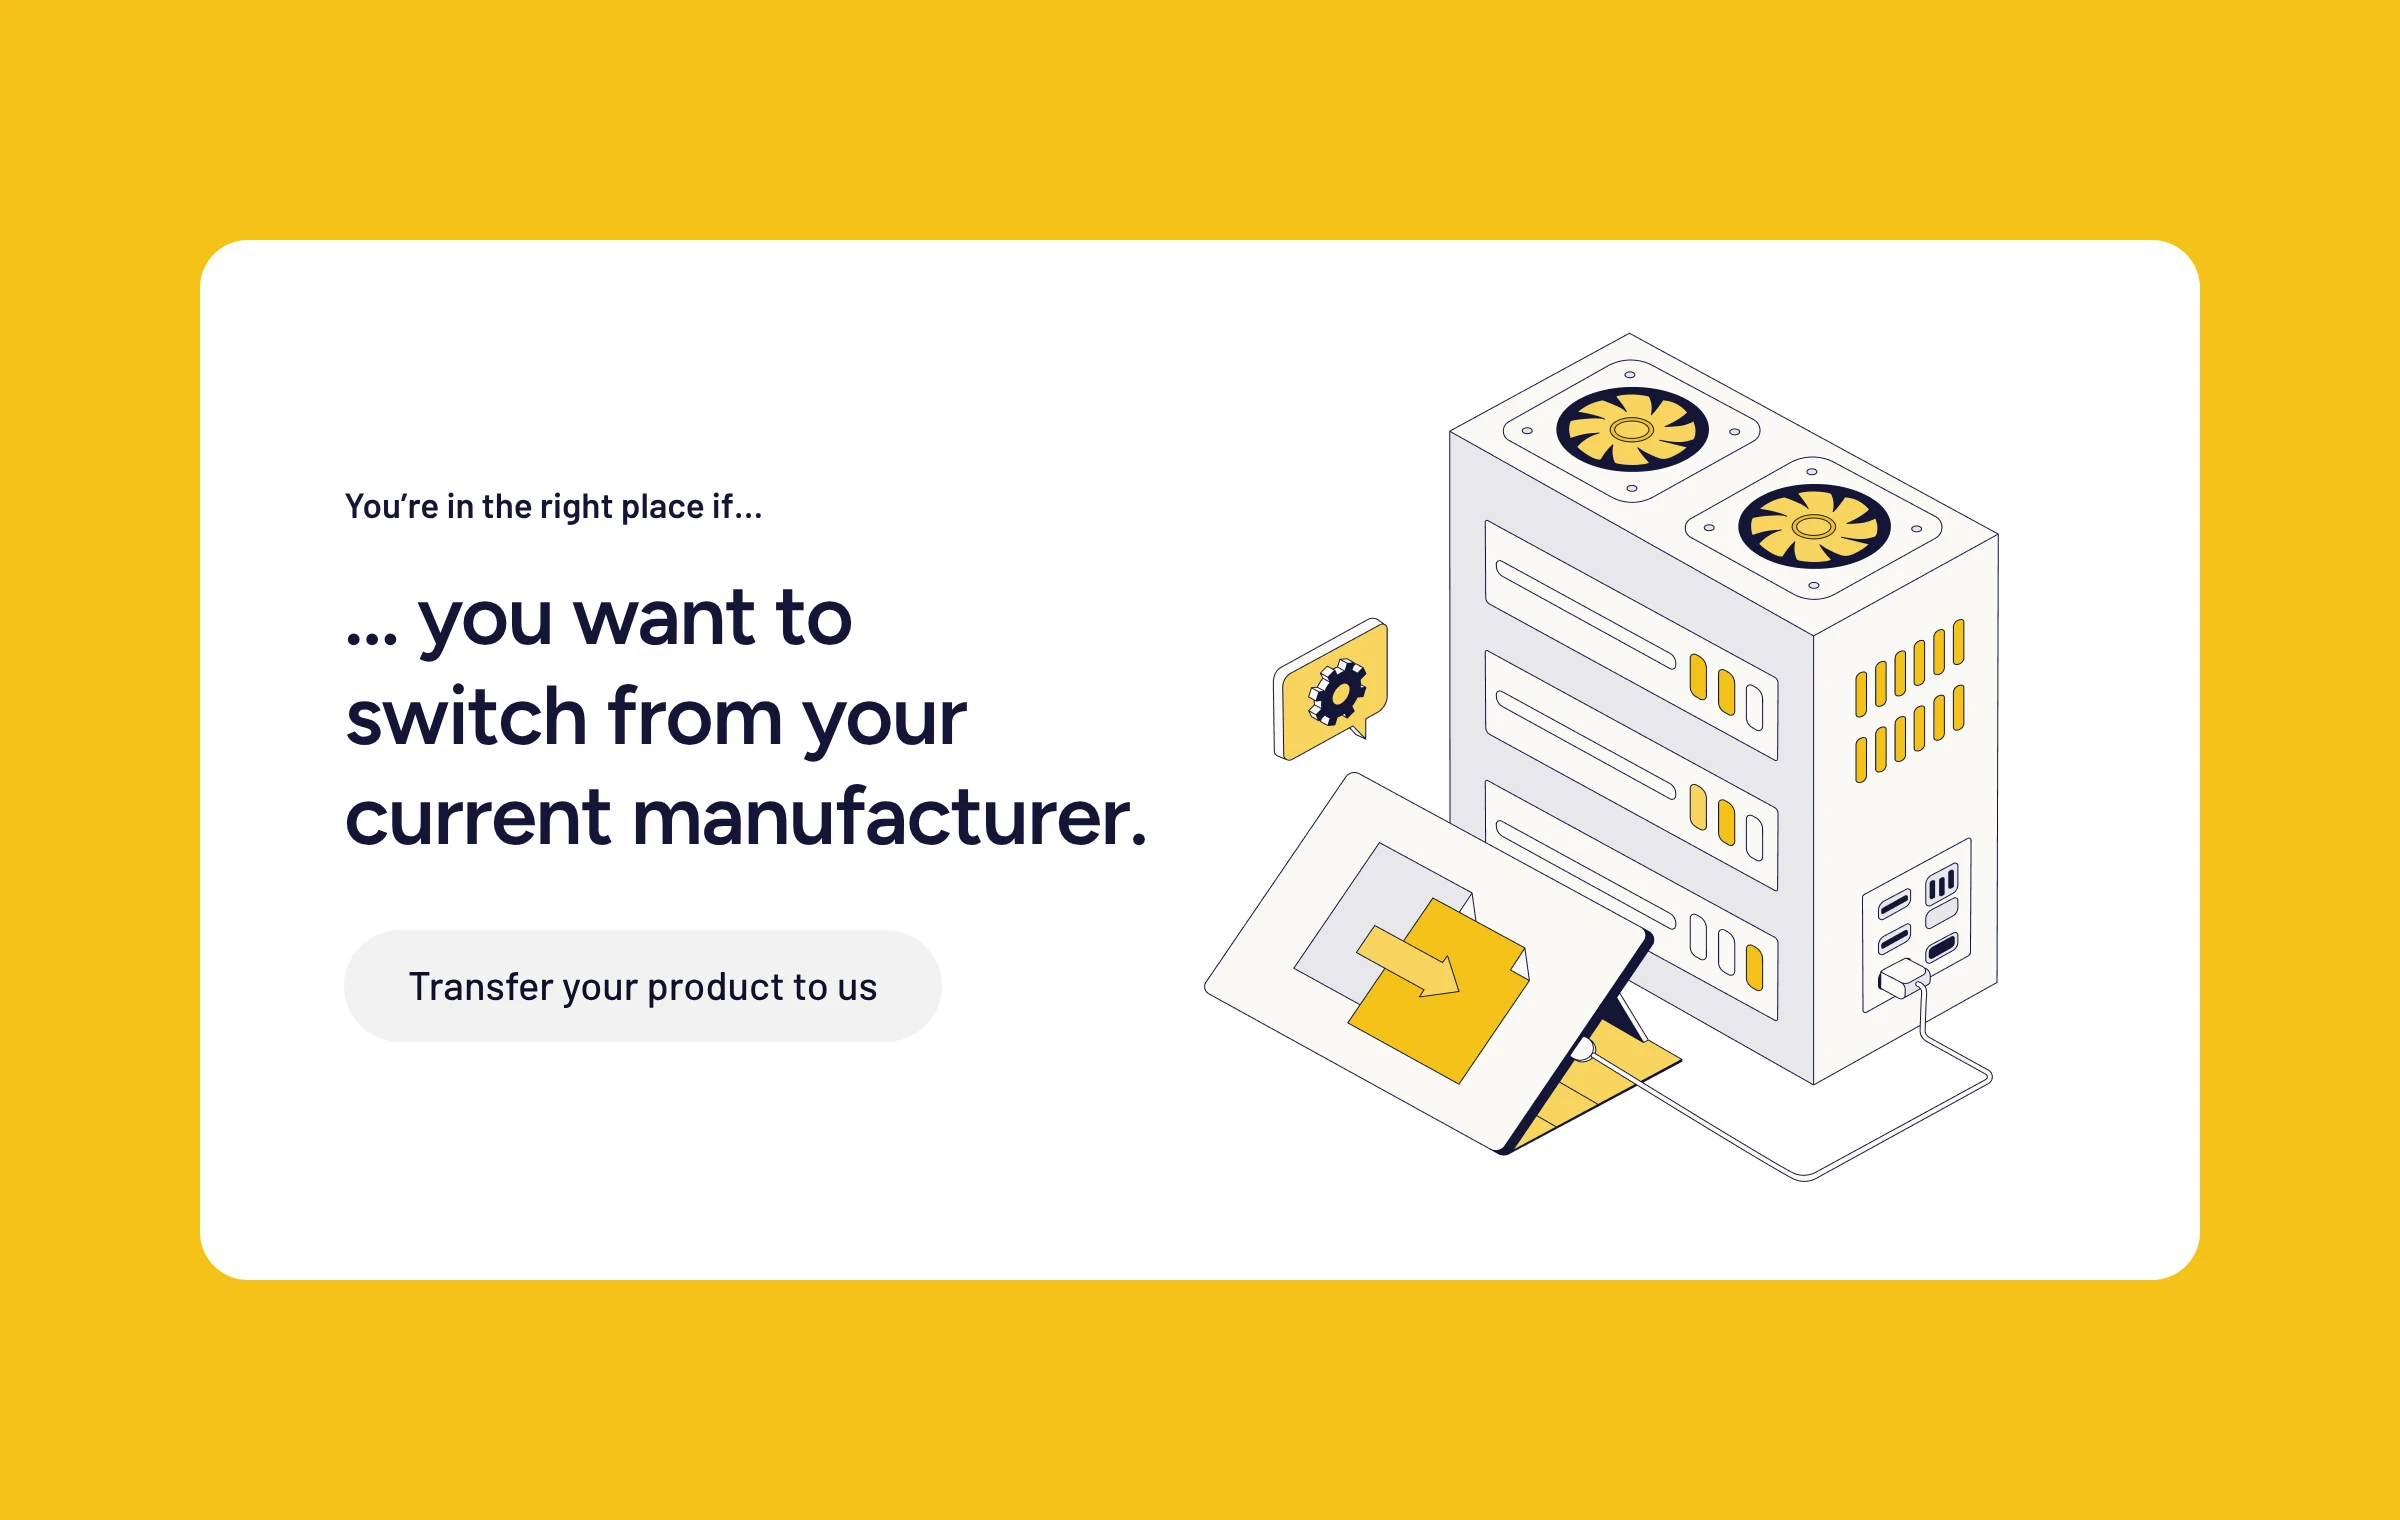 You’re in the right place if...
... you want to
switch from your
current manufacturer.
Transfer your product to us